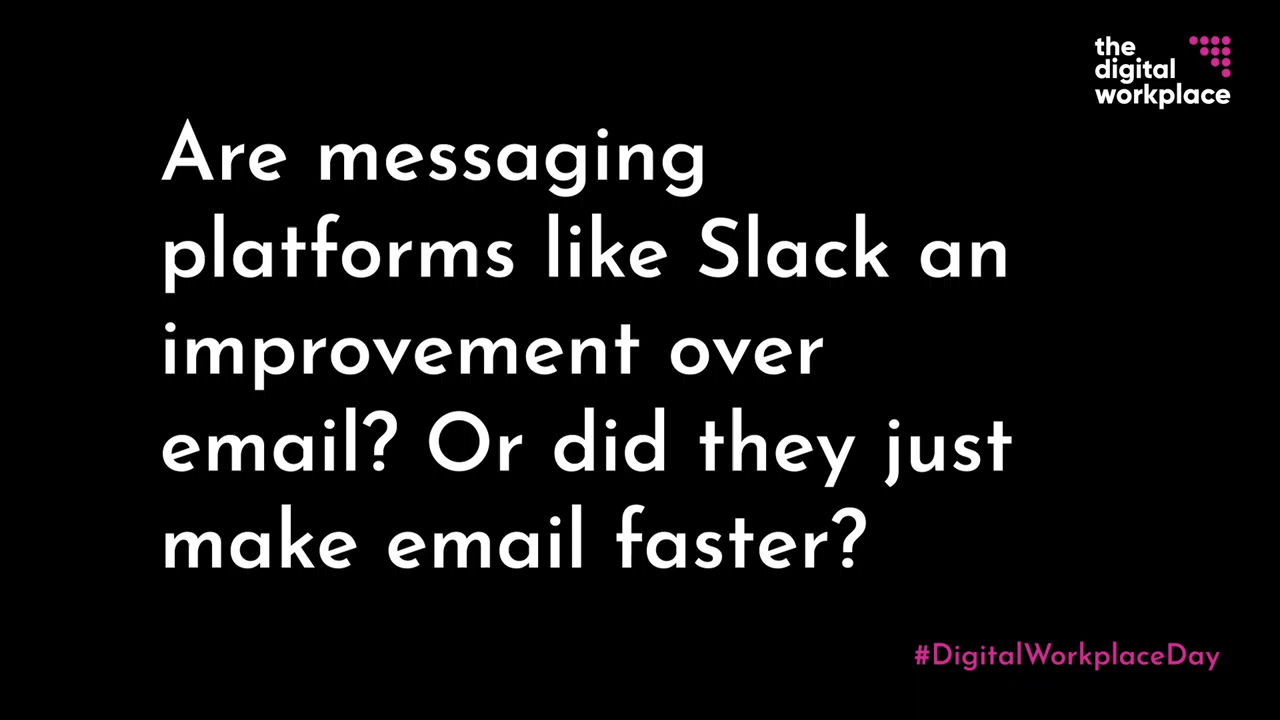 the
digital
workplace
Are messaging
platforms like Slack an
improvement over
email? Or did they just
make email faster?
#DigitalWorkplaceDay